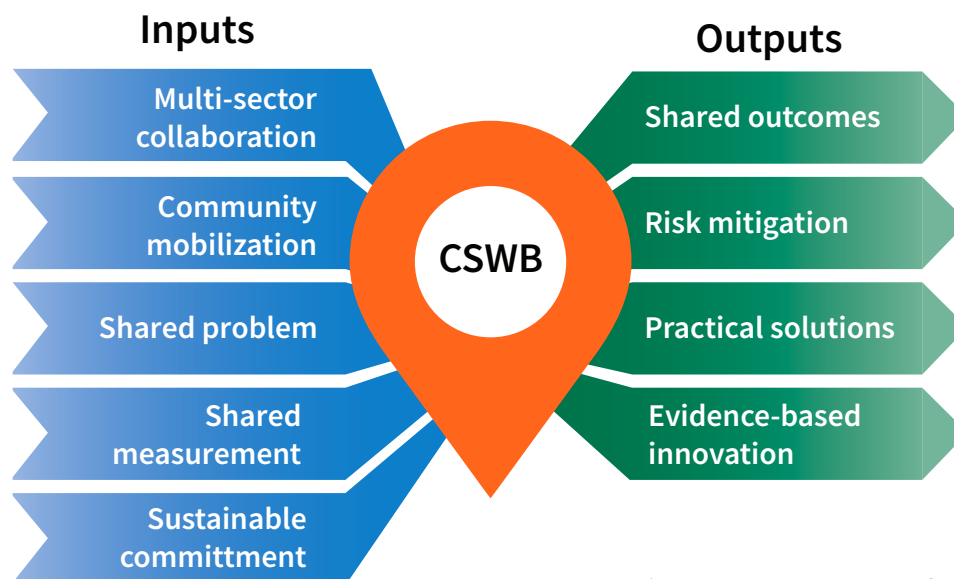 Inputs
Multi-sector
collaboration
Community
mobilization
Shared problem
Shared
measurement
Sustainable
committment
CSWB
Outputs
Shared outcomes
Risk mitigation
Practical solutions
Evidence-based
innovation